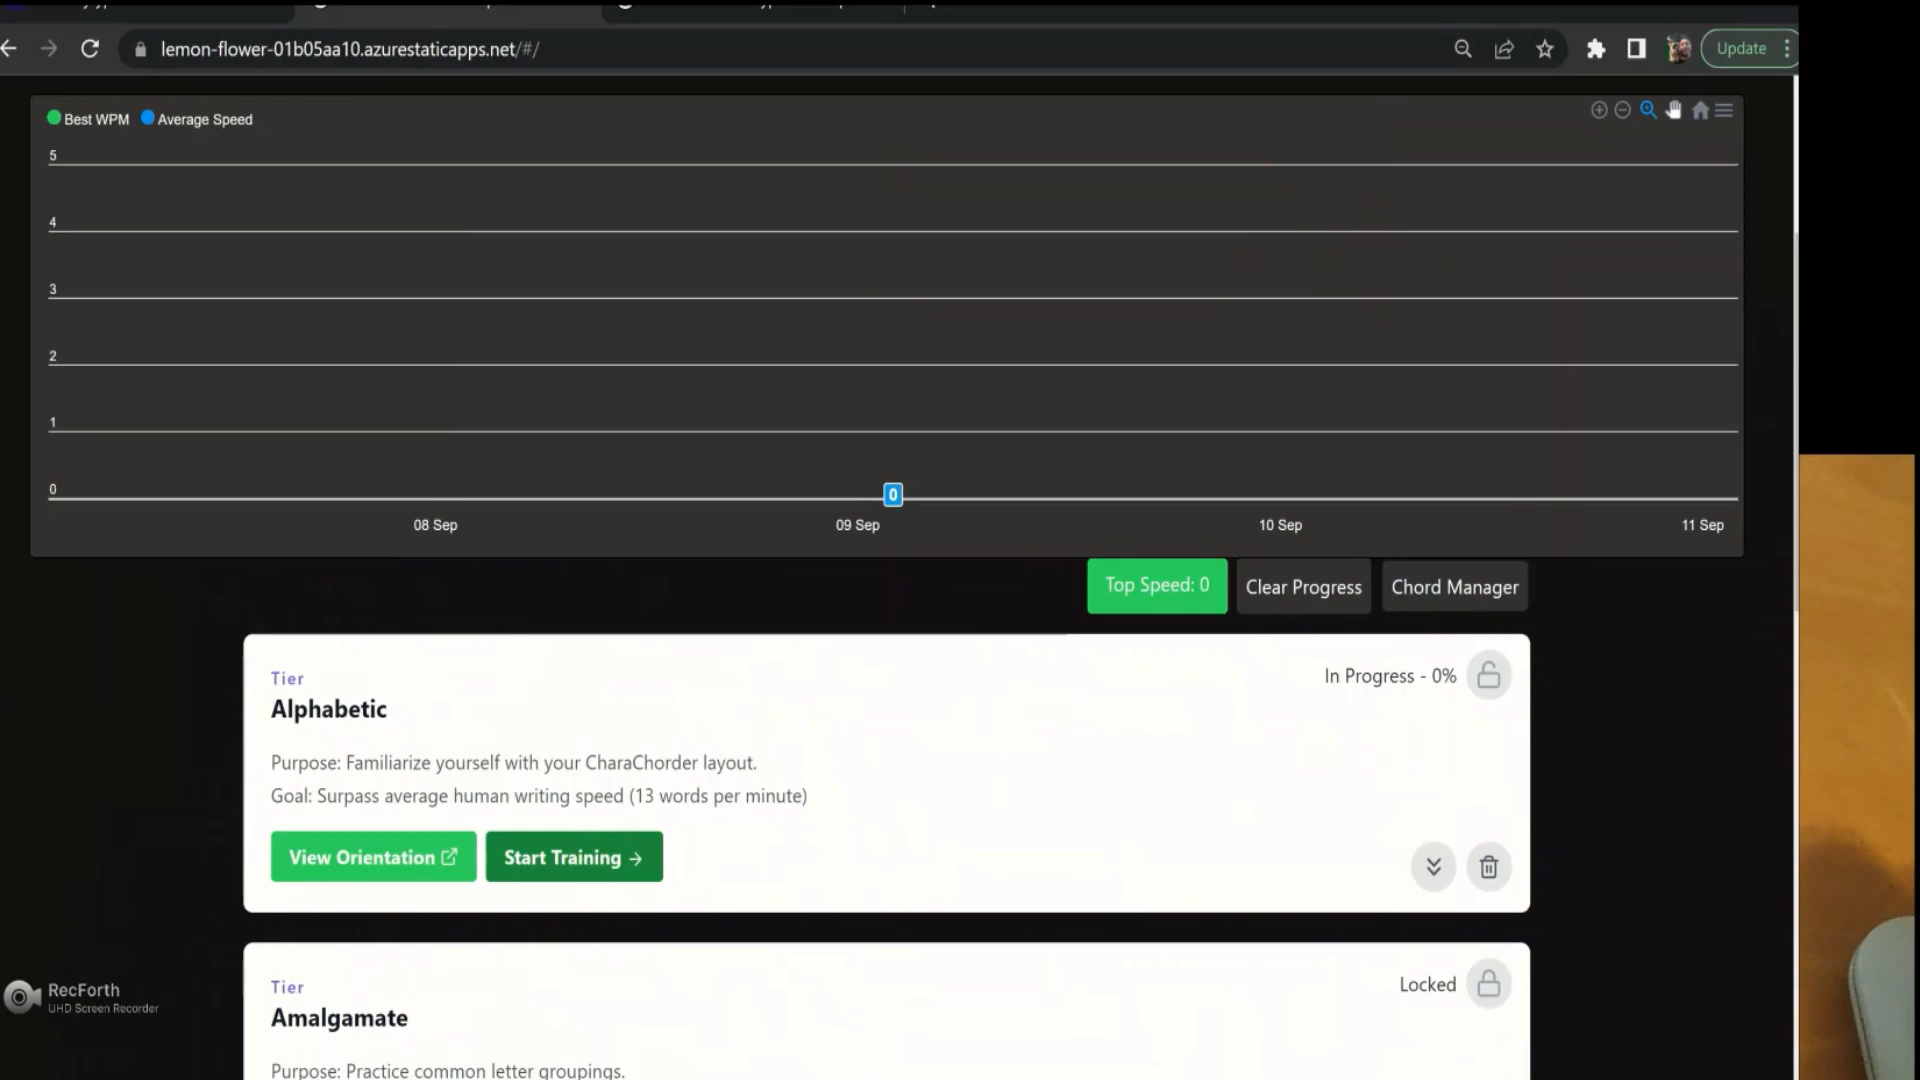 lemon-flower-01b05aa10.azurestaticapps.net/#/
Update
Best WPM Average Speed
5
4
3
2
1
0
0
08 Sep 09 Sep 10 Sep 11 Sep
Top Speed: 0 Clear Progress Chord Manager
Tier
In Progress - 0%
Alphabetic
Purpose: Familiarize yourself with your CharaChorder layout.
Goal: Surpass average human writing speed (13 words per minute)
View Orientation Start Training →
Tier
Locked
Amalgamate
Purpose: Practice common letter groupings.
RecForth
UHD Screen Recorder